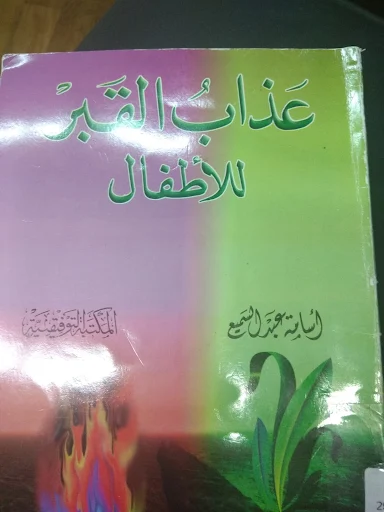 عَذابُ القَبرْ
للأطفال
أسامة عبد السميع
المكتبة التوفيقية